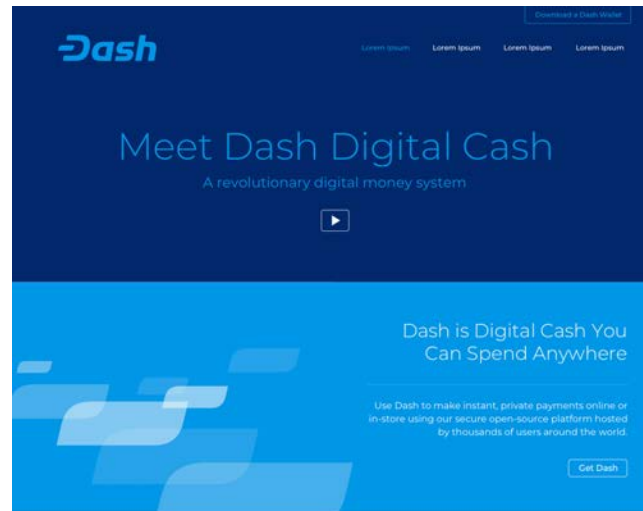 Download a Dash Wallet
Dash
Lorem Ipsum Lorem Ipsum Lorem Ipsum Lorem Ipsum
Meet Dash Digital Cash
A revolutionary digital money system
Dash is Digital Cash You
Can Spend Anywhere
Use Dash to make instant, private payments online or
in-store using our secure open-source platform hosted
by thousands of users around the world.
Get Dash